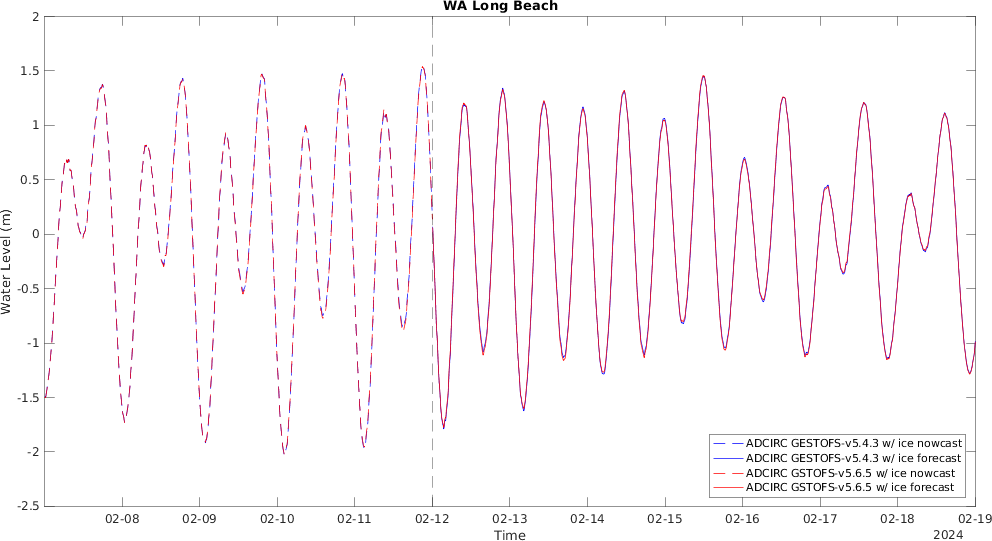 WA Long Beach
2
1.5
1
0.5
0
-0.5
-1
-1.5
-2
-2.5
Water Level (m)
02-08 02-09 02-10 02-11 02-12 02-13 02-14 02-15 02-16 02-17 02-18 02-19
Time
2024
ADCIRC GESTOFS-v5.4.3 w/ ice nowcast
ADCIRC GESTOFS-v5.4.3 w/ ice forecast
ADCIRC GSTOFS-v5.6.5 w/ ice nowcast
ADCIRC GSTOFS-v5.6.5 w/ ice forecast